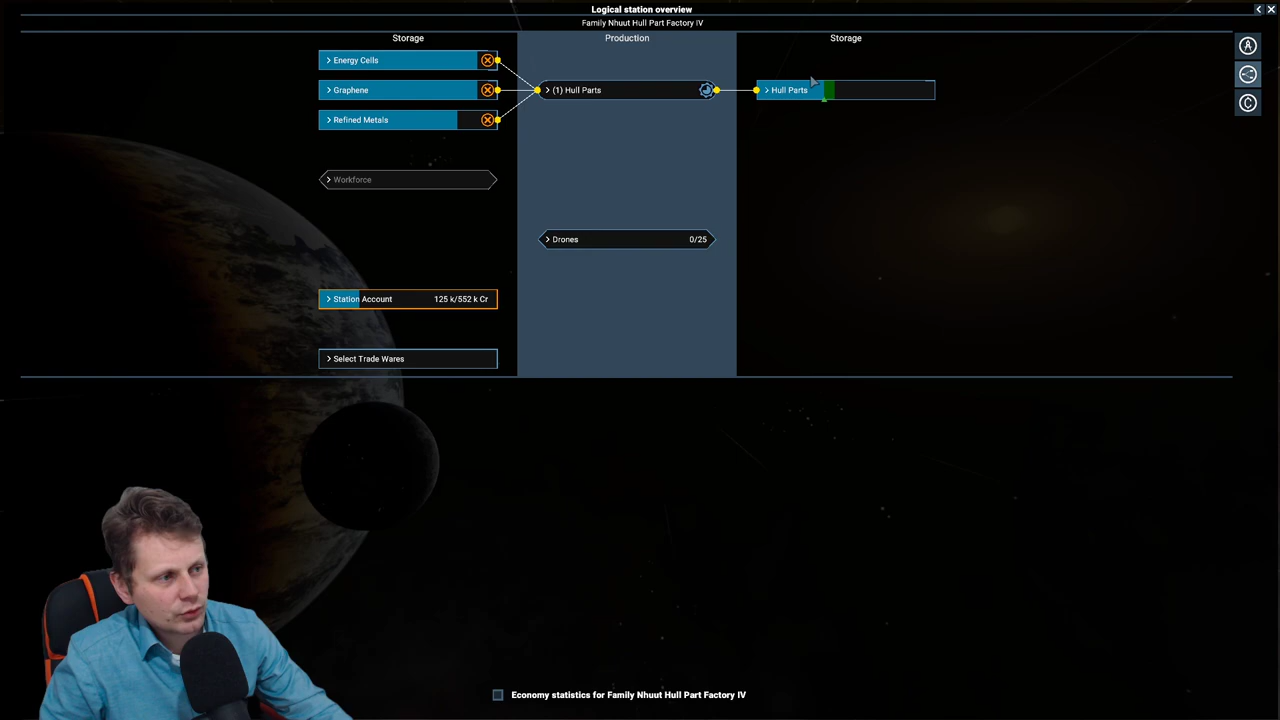 Logical station overview
Family Nhuut Hull Part Factory IV
Storage
Production
Storage
Energy Cells
Graphene
Refined Metals
(1) Hull Parts
Hull Parts
Workforce
Drones 0/25
Station Account 125 k/552 k Cr
Select Trade Wares
Economy statistics for Family Nhuut Hull Part Factory IV